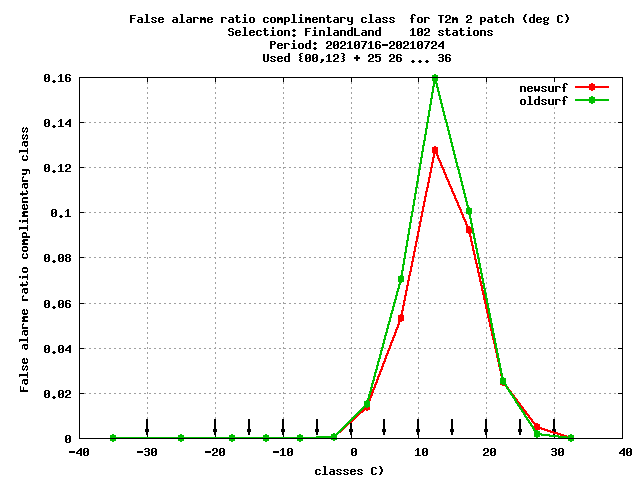 False alarme ratio complimentary class  for T2m 2 patch (deg C)
Selection: FinlandLand    102 stations
Period: 20210716-20210724
Used {00,12} + 25 26 ... 36
newsurf
oldsurf
False alarme ratio complimentary class
0.16
0.14
0.12
0.1
0.08
0.06
0.04
0.02
0
-40 -30 -20 -10 0 10 20 30 40
classes C)